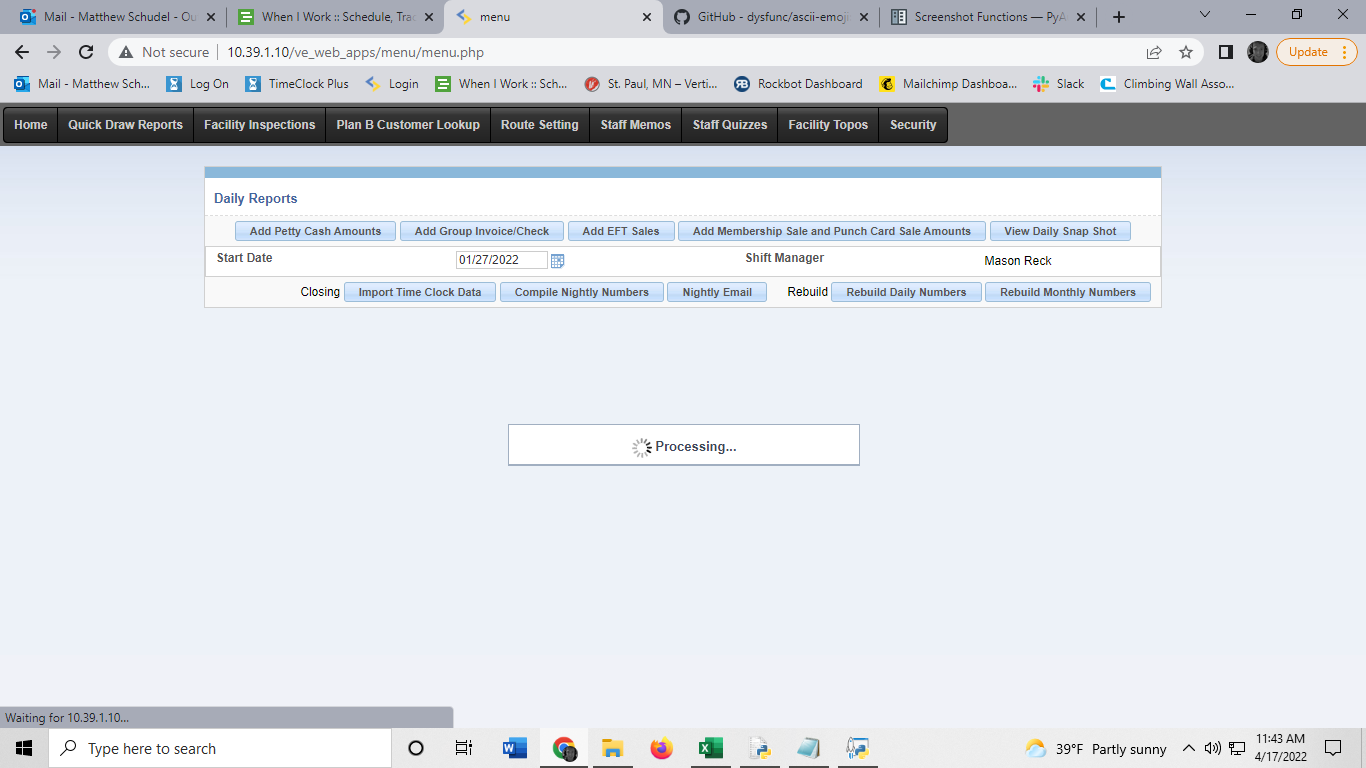 Mail - Matthew Schudel - Ou
When I Work :: Schedule, Trac
menu
GitHub - dysfunc/ascii-emoji
Screenshot Functions — PyA
Not secure
10.39.1.10/ve_web_apps/menu/menu.php
Update
Mail - Matthew Sch...
Log On
TimeClock Plus
Login
When I Work :: Sch...
St. Paul, MN – Verti...
Rockbot Dashboard
Mailchimp Dashboa...
Slack
Climbing Wall Asso...
Home
Quick Draw Reports
Facility Inspections
Plan B Customer Lookup
Route Setting
Staff Memos
Staff Quizzes
Facility Topos
Security
Daily Reports
Add Petty Cash Amounts
Add Group Invoice/Check
Add EFT Sales
Add Membership Sale and Punch Card Sale Amounts
View Daily Snap Shot
Start Date
01/27/2022
Shift Manager
Mason Reck
Closing
Import Time Clock Data
Compile Nightly Numbers
Nightly Email
Rebuild
Rebuild Daily Numbers
Rebuild Monthly Numbers
Processing...
Waiting for 10.39.1.10...
Type here to search
39°F Partly sunny
11:43 AM
4/17/2022